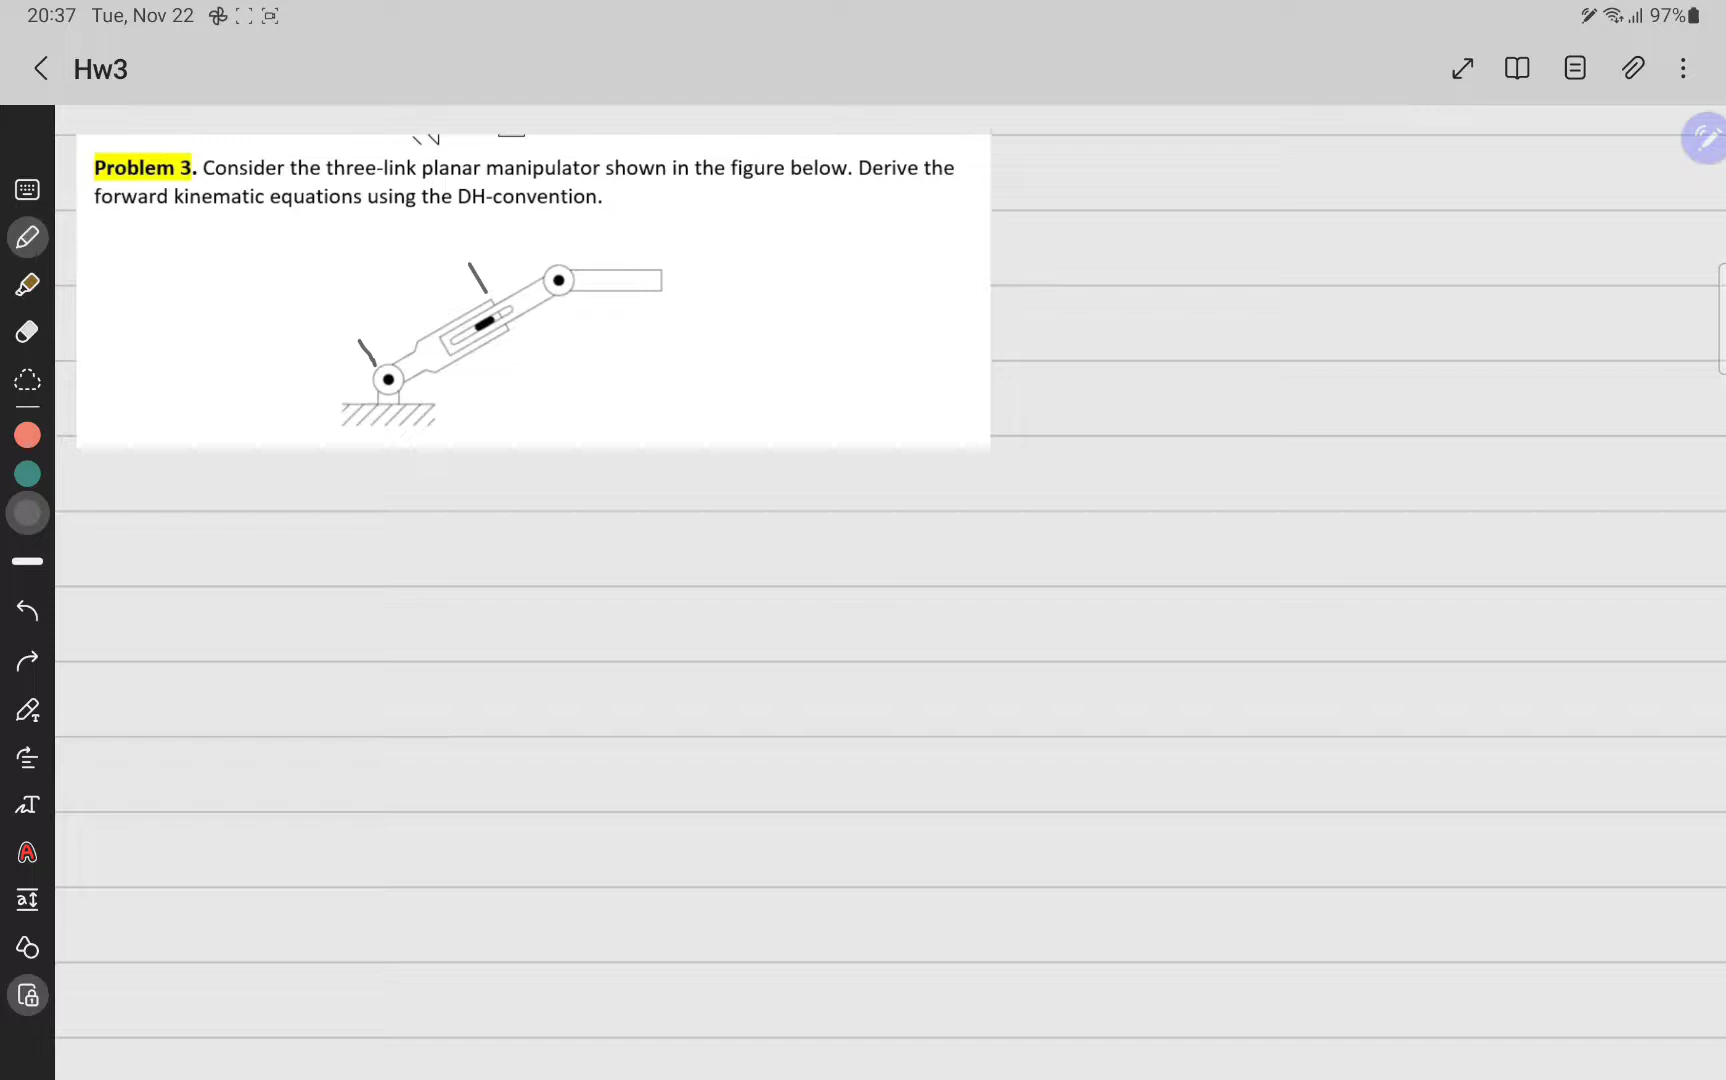 20:37 Tue, Nov 22
97%
Hw3
Problem 3. Consider the three-link planar manipulator shown in the figure below. Derive the
forward kinematic equations using the DH-convention.